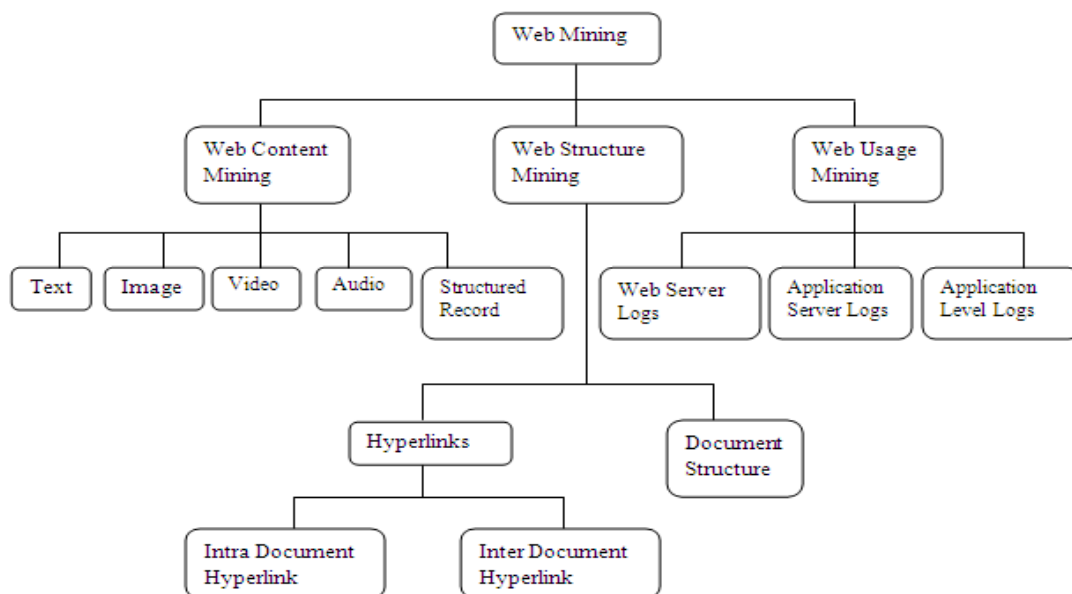 Web Mining
Web Content
Mining
Web Structure
Mining
Web Usage
Mining
Text
Image
Video
Audio
Structured
Record
Web Server
Logs
Application
Server Logs
Application
Level Logs
Hyperlinks
Document
Structure
Intra Document
Hyperlink
Inter Document
Hyperlink